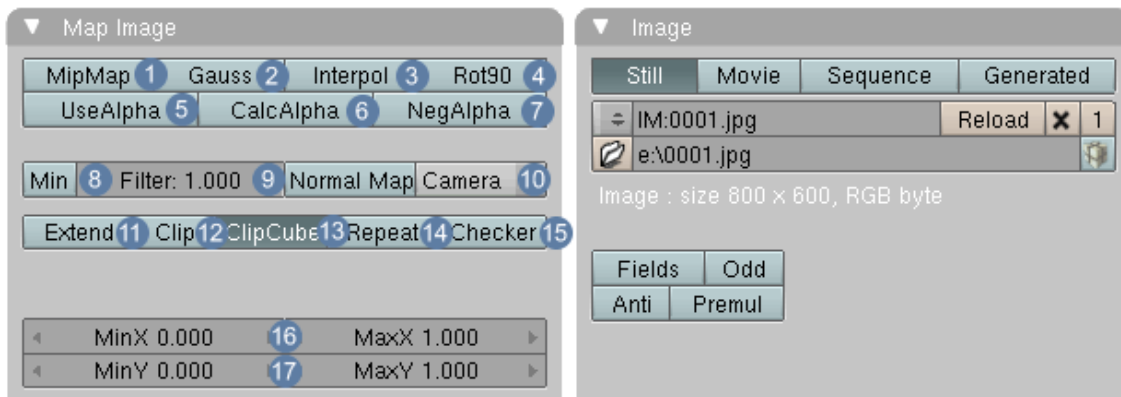 Map Image
MipMap 1 Gauss 2 Interpol 3 Rot90 4
UseAlpha 5 CalcAlpha 6 NegAlpha 7
Min 8 Filter: 1.000 9 Normal Map Camera 10
Extend 11 Clip 12 ClipCube 13 Repeat 14 Checker 15
MinX 0.000 16 MaxX 1.000
MinY 0.000 17 MaxY 1.000
Image
Still Movie Sequence Generated
IM:0001.jpg Reload 1
e:\0001.jpg
Image : size 800 x 600, RGB byte
Fields Odd
Anti Premul